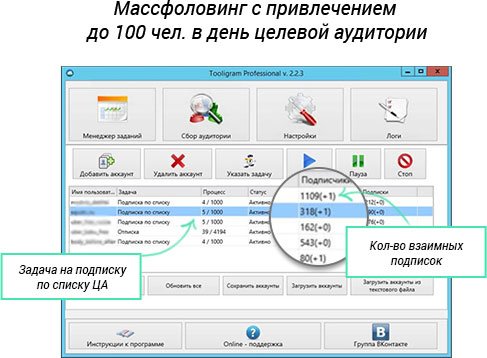 Массфоловинг с привлечением
до 100 чел. в день целевой аудитории
Tooligram Professional v. 2.2.3
Менеджер заданий
Сбор аудитории
Настройки
Логи
Добавить аккаунт
Удалить аккаунт
Указать задачу
Пауза
Стоп
Имя пользоват... Задача Процесс Статус Подписчики Подписки
Подписка по списку 4 / 1000 Активно 1109(+1) 212(+0)
Подписка по списку 5 / 1000 Активно 318(+1)
Подписка по списку 5 / 1000 Активно 162(+0)
Отписка 39 / 4194 Активно 543(+0)
Подписка по списку 4 / 1000 Активно 80(+1)
Задача на подписку
по списку ЦА
Кол-во взаимных
подписок
Обновить все
Сохранить аккаунты
Загрузить аккаунты
Загрузить аккаунты из
текстового файла
Инструкции к программе
Online - поддержка
B
Группа ВКонтакте